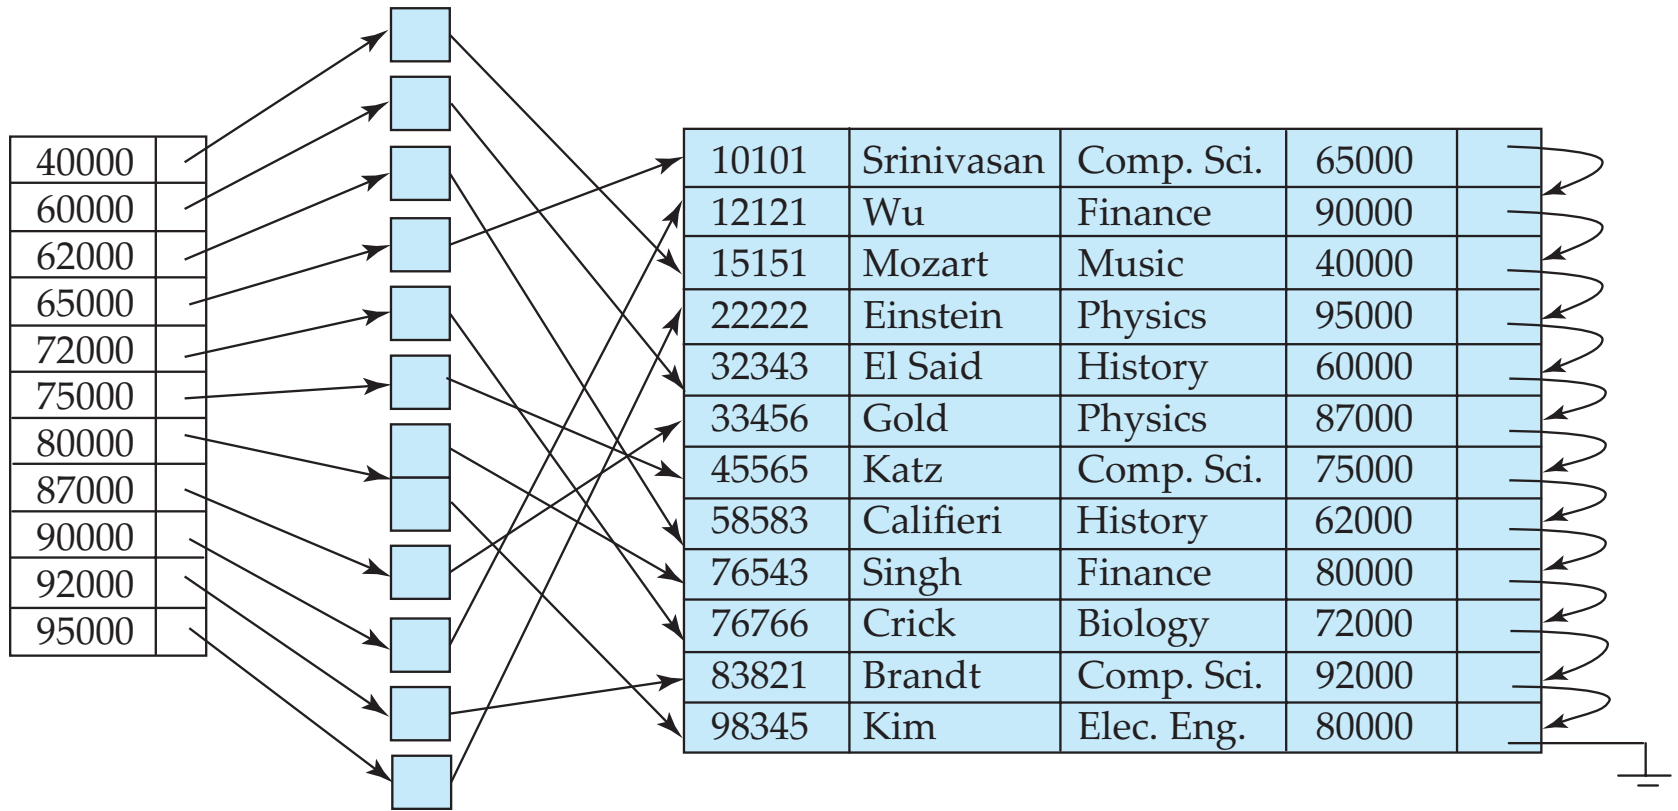 40000
60000
62000
65000
72000
75000
80000
87000
90000
92000
95000
10101 Srinivasan Comp. Sci. 65000
12121 Wu Finance 90000
15151 Mozart Music 40000
22222 Einstein Physics 95000
32343 El Said History 60000
33456 Gold Physics 87000
45565 Katz Comp. Sci. 75000
58583 Califieri History 62000
76543 Singh Finance 80000
76766 Crick Biology 72000
83821 Brandt Comp. Sci. 92000
98345 Kim Elec. Eng. 80000